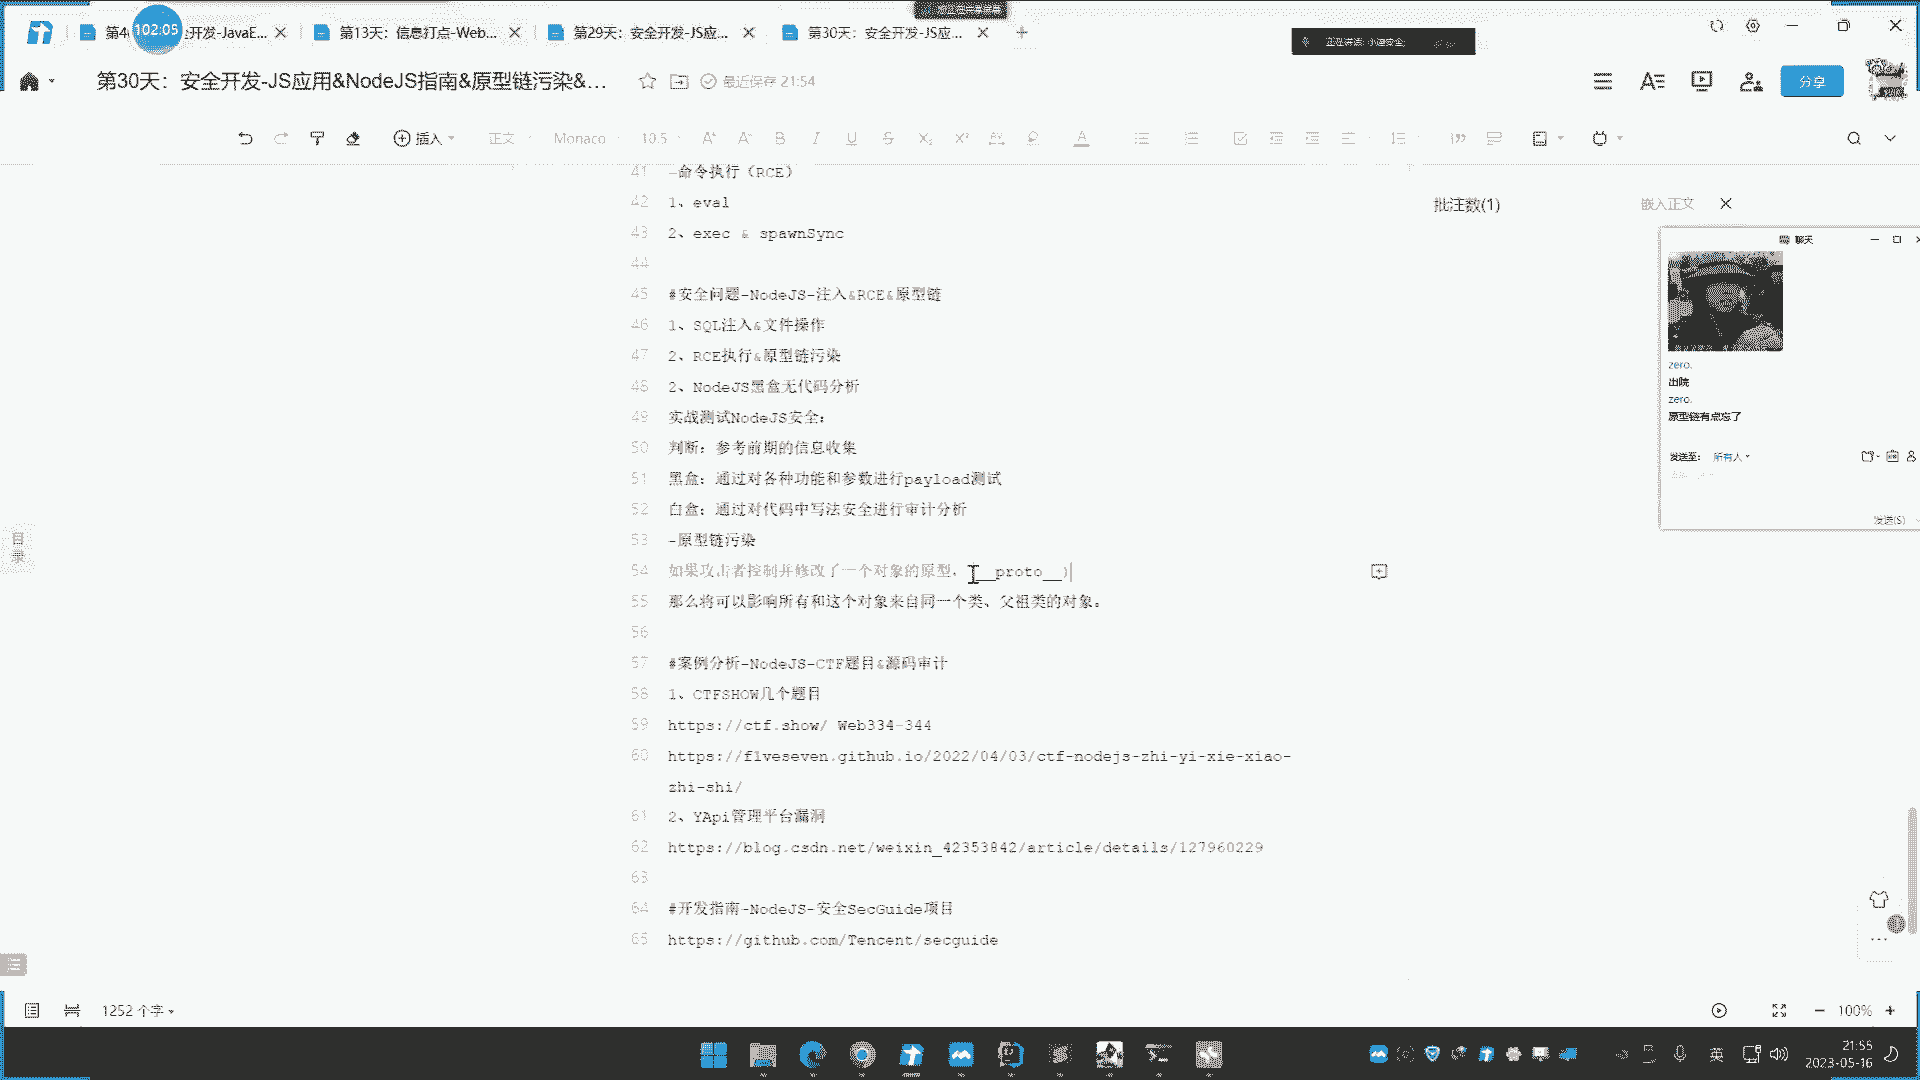 102:05
第13天：信息打点-Web...
第29天：安全开发-JS应...
第30天：安全开发-JS应...
第30天：安全开发-JS应用&NodeJS指南&原型链污染&...
最近保存 21:54
分享
插入
正文
Monaco
10.5
41 -命令执行（RCE）
42 1、eval
43 2、exec & spawnSync
44
45 #安全问题-NodeJS-注入&RCE&原型链
46 1、SQL注入&文件操作
47 2、RCE执行&原型链污染
48 2、NodeJS黑盒无代码分析
49 实战测试NodeJS安全：
50 判断：参考前期的信息收集
51 黑盒：通过对各种功能和参数进行payload测试
52 白盒：通过对代码中写法安全进行审计分析
53 -原型链污染
54 如果攻击者控制并修改了一个对象的原型，(__proto__)
55 那么将可以影响所有和这个对象来自同一个类、父祖类的对象。
56
57 #案例分析-NodeJS-CTF题目&源码审计
58 1、CTFSHOW几个题目
59 https://ctf.show/ Web334-344
60 https://f1veseven.github.io/2022/04/03/ctf-nodejs-zhi-yi-xie-xiao-
zhi-shi/
61 2、YApi管理平台漏洞
62 https://blog.csdn.net/weixin_42353842/article/details/127960229
63
64 #开发指南-NodeJS-安全SecGuide项目
65 https://github.com/Tencent/secguide
批注数(1)
嵌入正文
聊天
zero.
出院
zero.
原型链有点忘了
发送至： 所有人
发送(S)
目录
1252 个字
100%
英
21:55
2023-05-16